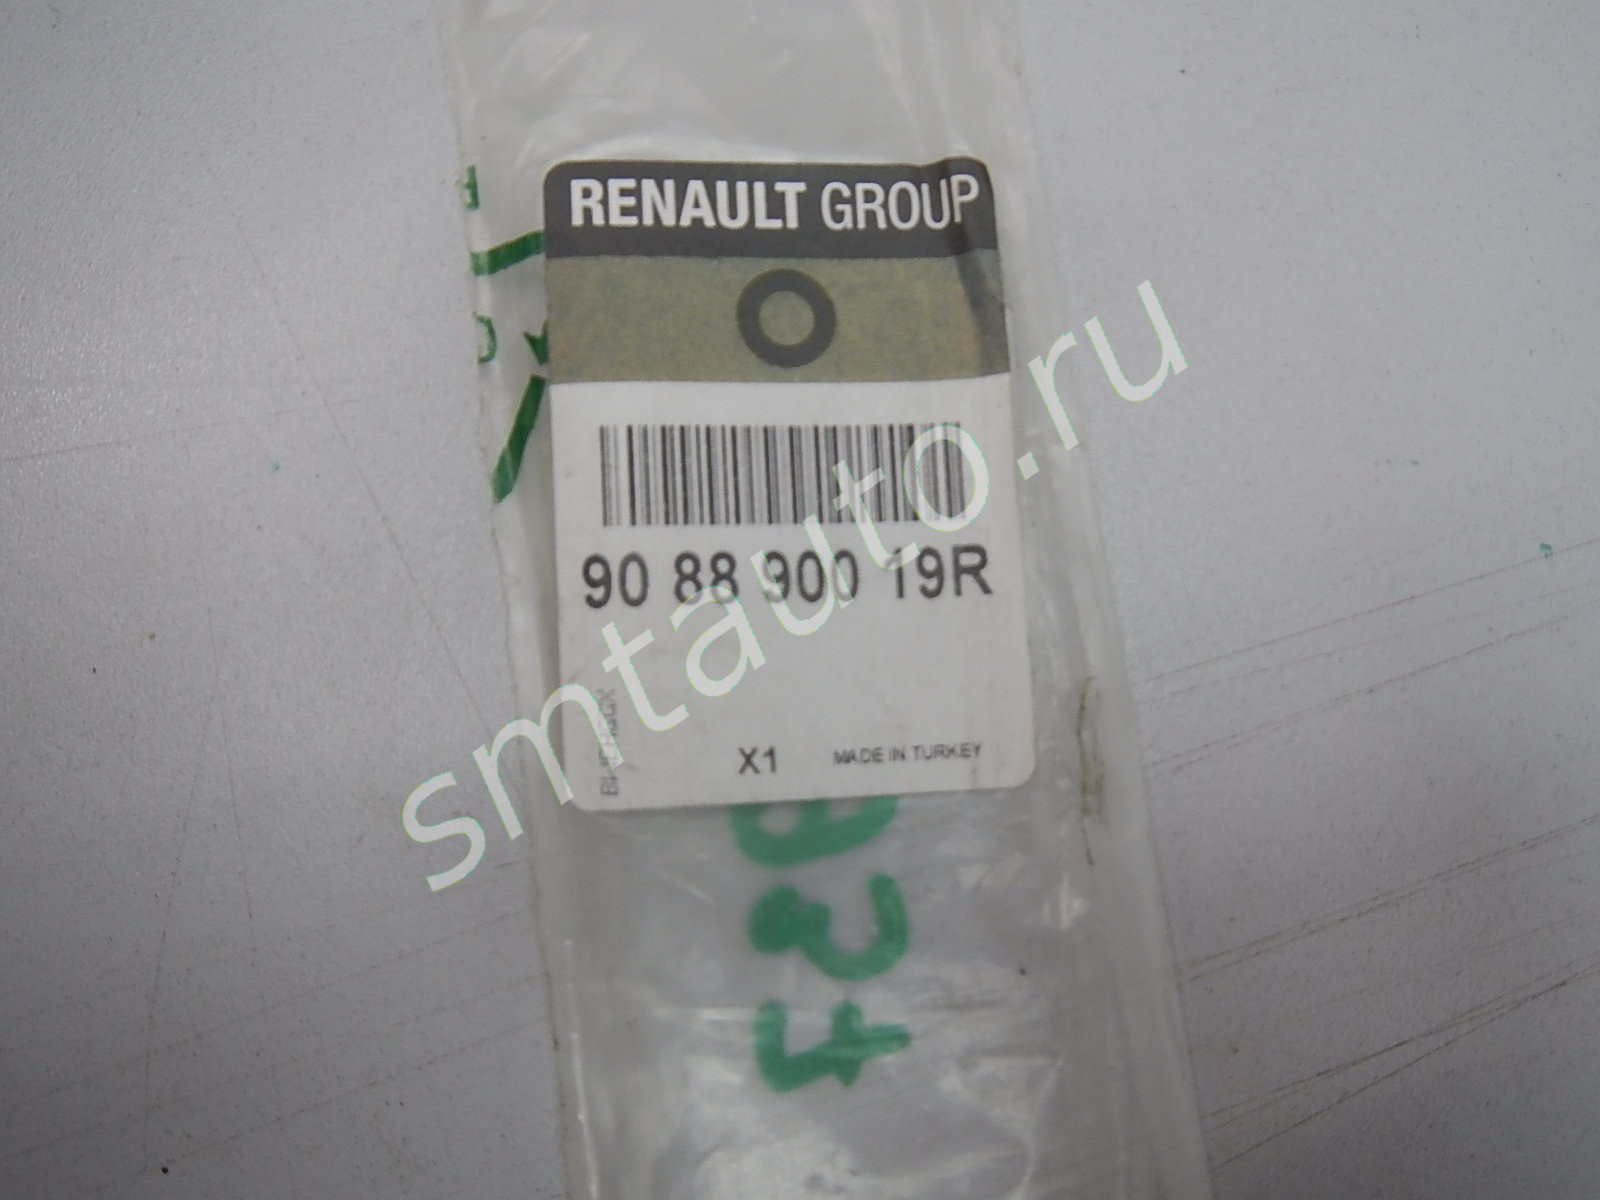 RENAULT GROUP
90 88 900 19R
X1
MADE IN TURKEY
smtauto.ru